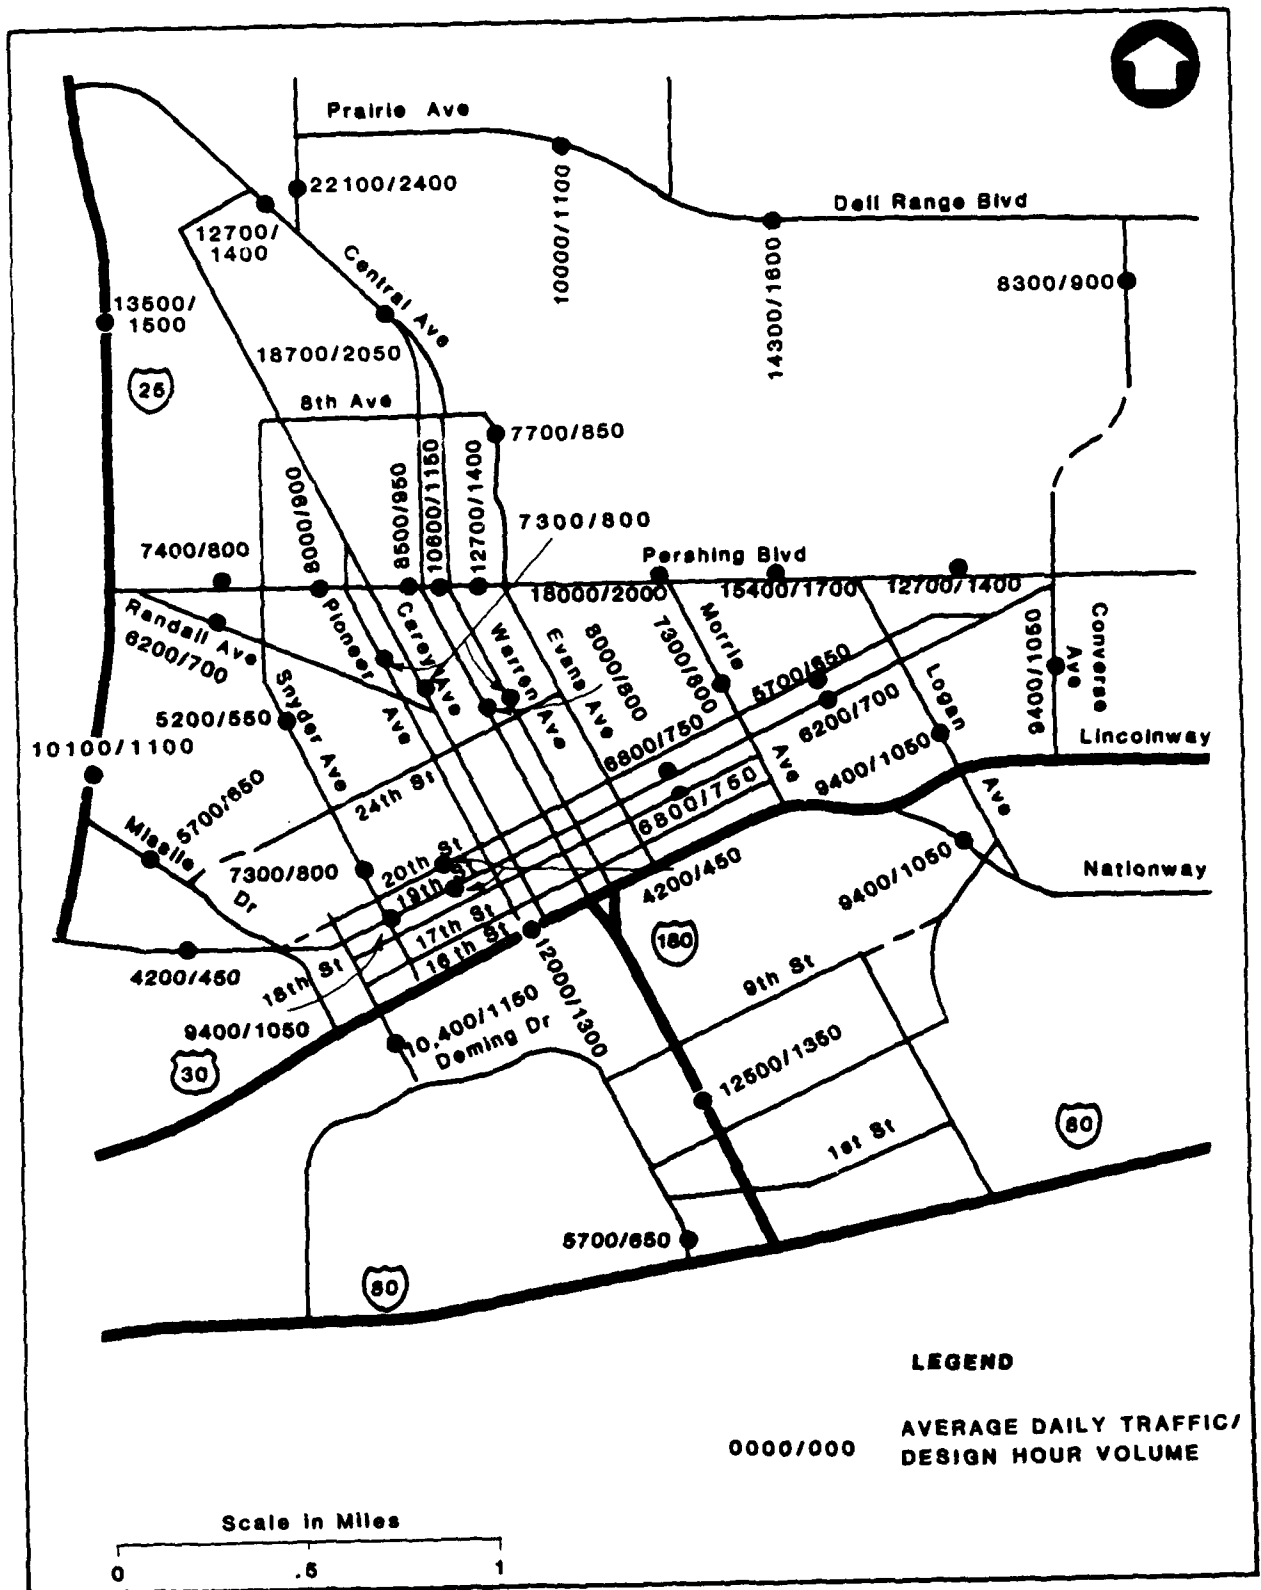 Prairie Ave
22100/2400
10000/1100
Dell Range Blvd
12700/
1400
Central Ave
14300/1600
8300/900
13500/
1500
18700/2050
25
8th Ave
7700/850
8000/900
8500/950
10600/1150
12700/1400
7300/800
7400/800
Pershing Blvd
18000/2000
15400/1700
12700/1400
Randall Ave
6200/700
Pioneer Ave
Carey Ave
Warren Ave
Evans Ave
8000/800
7300/800
Morrie Ave
5700/650
6200/700
Logan Ave
9400/1050
Converse
Ave
Snyder Ave
5200/550
10100/1100
Lincolnway
6800/750
6800/750
9400/1050
5700/650
Missile Dr
24th St
7300/800
20th St
19th St
4200/450
9400/1050
Nationway
17th St
16th St
18th St
4200/450
180
12000/1300
9th St
9400/1050
10,400/1150
Deming Dr
30
12500/1350
1st St
80
5700/650
80
LEGEND
0000/000
AVERAGE DAILY TRAFFIC/
DESIGN HOUR VOLUME
Scale in Miles
0 .5 1